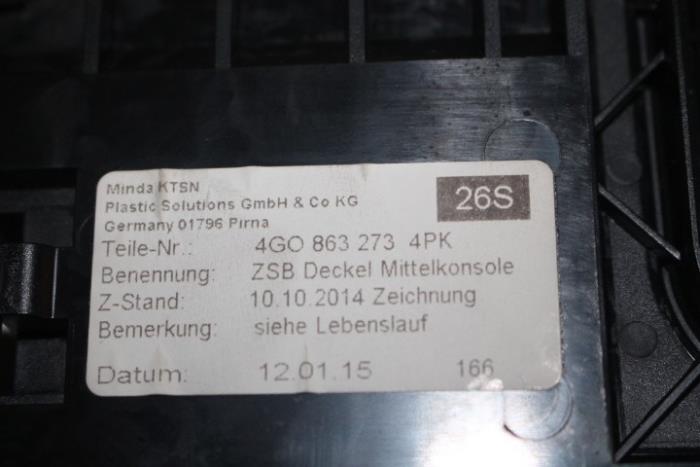 Minda KTSN
Plastic Solutions GmbH & Co KG
Germany 01796 Pirna
26S
Teile-Nr.: 4GO 863 273 4PK
Benennung: ZSB Deckel Mittelkonsole
Z-Stand: 10.10.2014 Zeichnung
Bemerkung: siehe Lebenslauf
Datum: 12.01.15 166